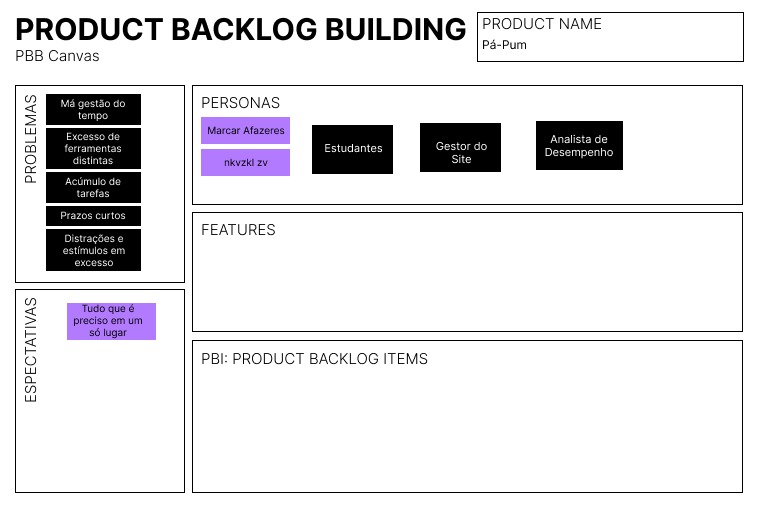 PRODUCT BACKLOG BUILDING
PBB Canvas
PRODUCT NAME
Pá-Pum
PROBLEMAS
Má gestão do
tempo
Excesso de
ferramentas
distintas
Acúmulo de
tarefas
Prazos curtos
Distrações e
estímulos em
excesso
ESPECTATIVAS
Tudo que é
preciso em um
só lugar
PERSONAS
Marcar Afazeres
nkvzkl zv
Estudantes
Gestor do
Site
Analista de
Desempenho
FEATURES
PBI: PRODUCT BACKLOG ITEMS